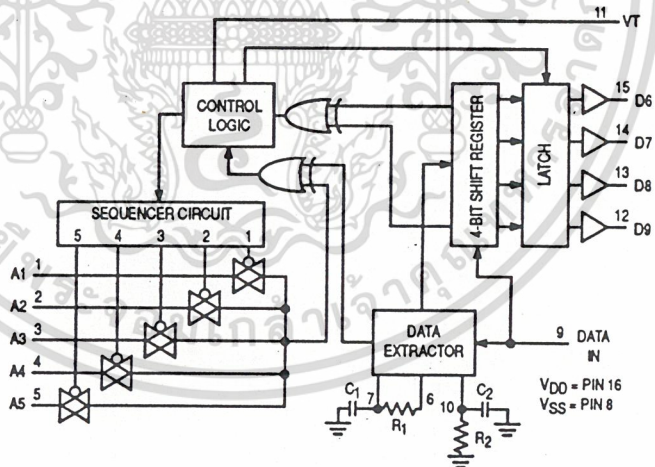 11 VT
CONTROL
LOGIC
4-BIT SHIFT REGISTER
LATCH
15 D6
14 D7
13 D8
12 D9
SEQUENCER CIRCUIT
5 4 3 2 1
A1 1
A2 2
A3 3
A4 4
A5 5
DATA
EXTRACTOR
9 DATA
IN
C1 7 R1 6 10 C2
R2
VDD = PIN 16
VSS = PIN 8